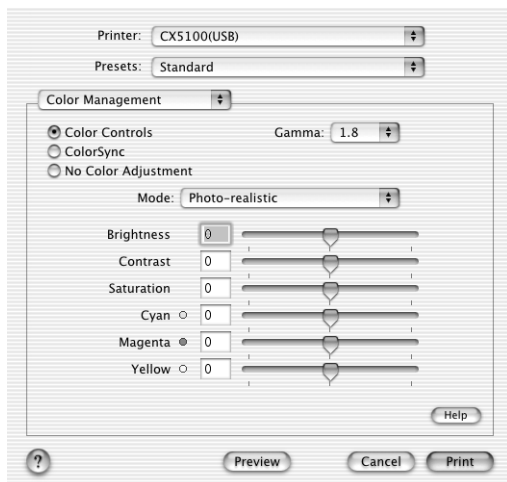 Printer: CX5100(USB)
Presets: Standard
Color Management
Color Controls Gamma: 1.8
ColorSync
No Color Adjustment
Mode: Photo-realistic
Brightness 0
Contrast 0
Saturation 0
Cyan 0
Magenta 0
Yellow 0
Help
? Preview Cancel Print